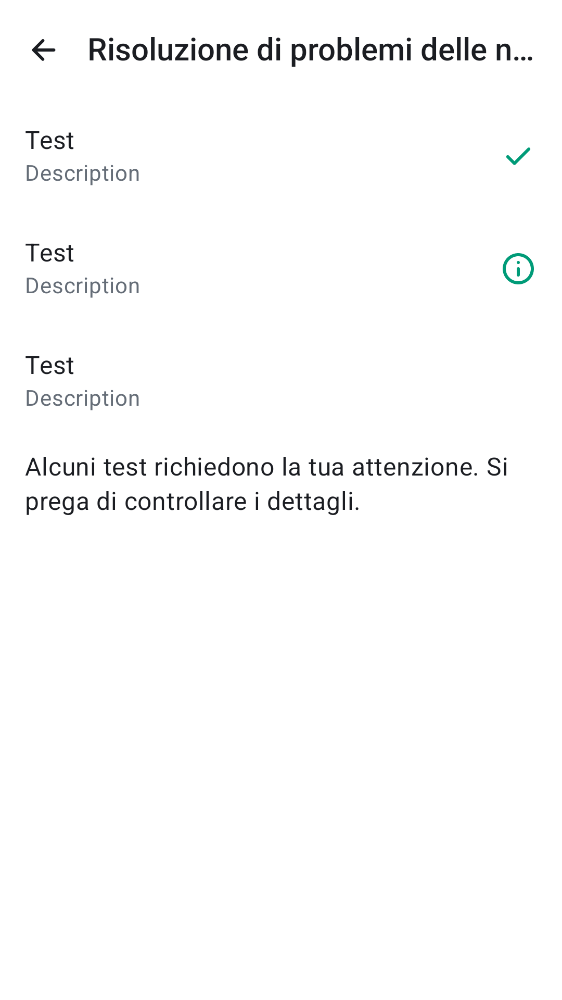 Risoluzione di problemi delle n...
Test
Description
Test
Description
Test
Description
Alcuni test richiedono la tua attenzione. Si
prega di controllare i dettagli.